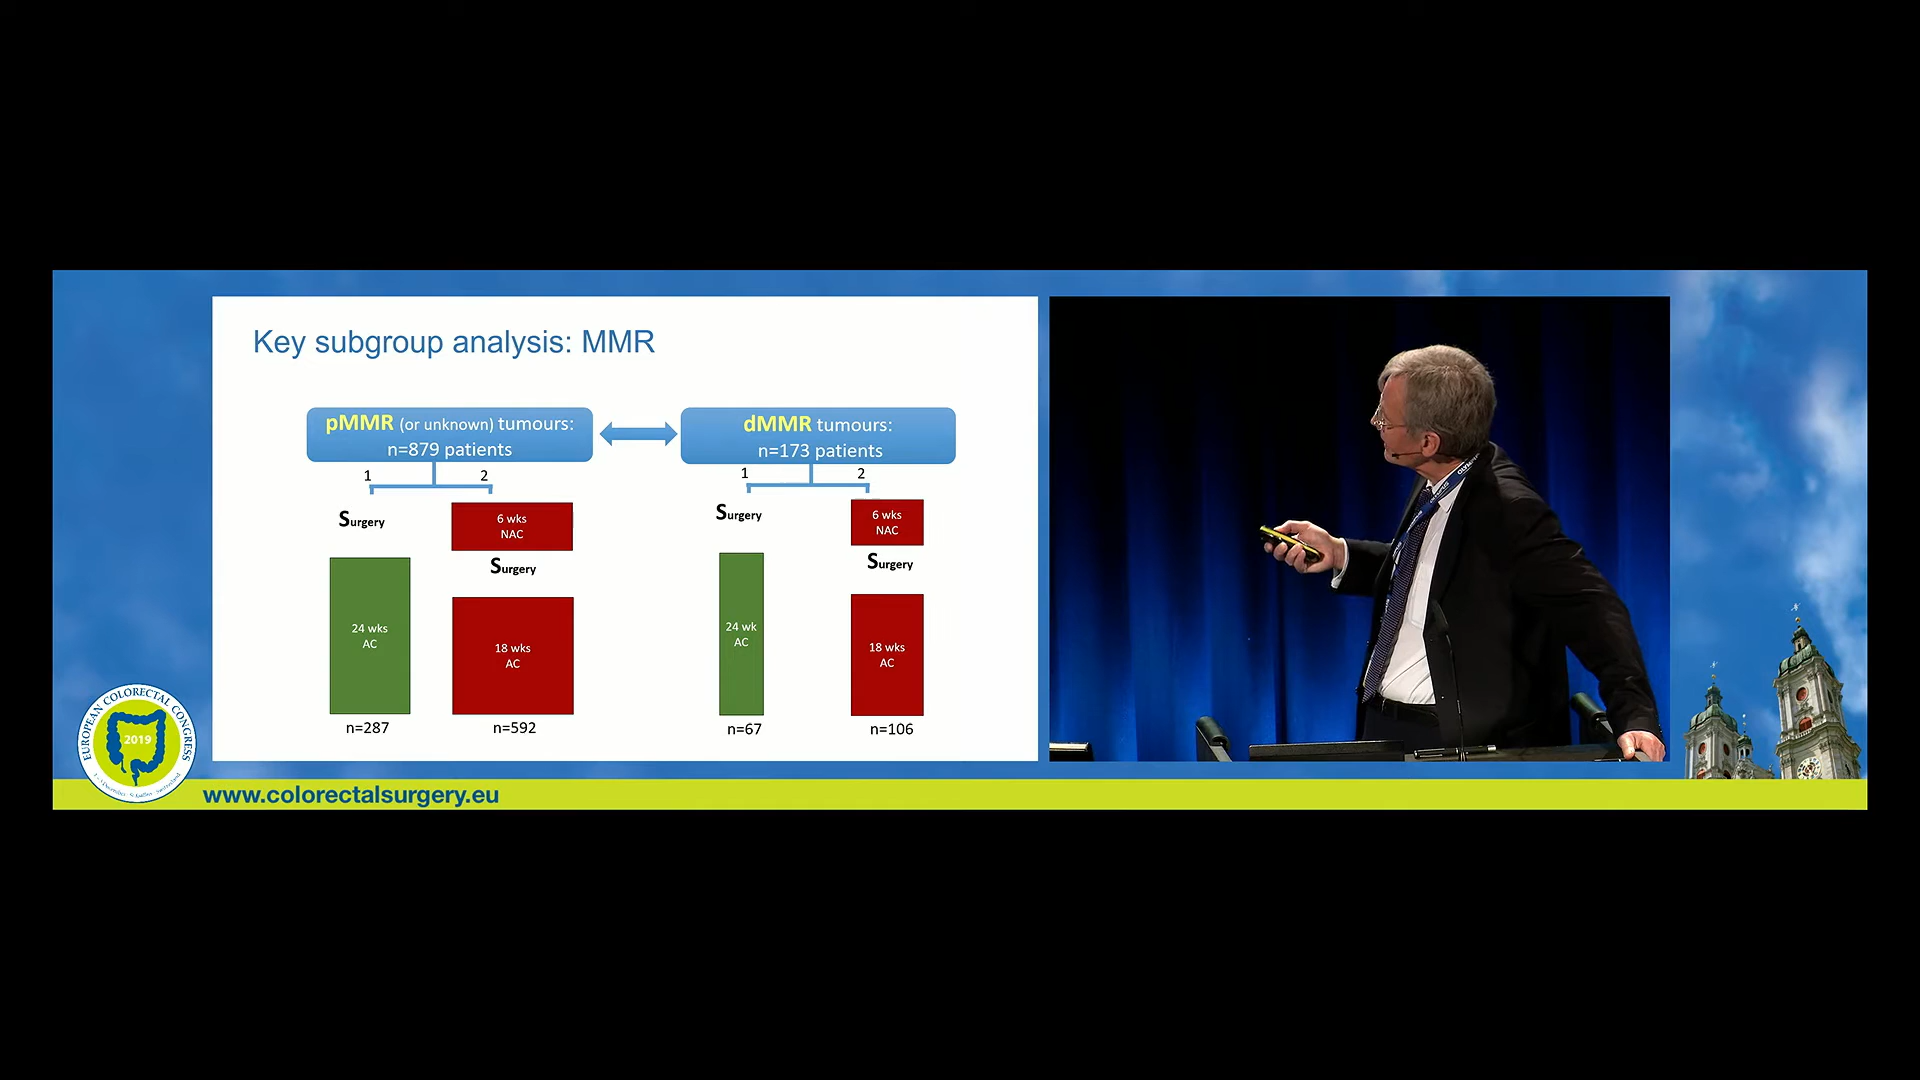 Key subgroup analysis: MMR
pMMR (or unknown) tumours:
n=879 patients
dMMR tumours:
n=173 patients
1
2
1
2
Surgery
6 wks
NAC
Surgery
24 wks
AC
18 wks
AC
n=287
n=592
Surgery
6 wks
NAC
Surgery
24 wk
AC
18 wks
AC
n=67
n=106
OLYMPUS
EUROPEAN COLORECTAL CONGRESS
2019
www.colorectalsurgery.eu